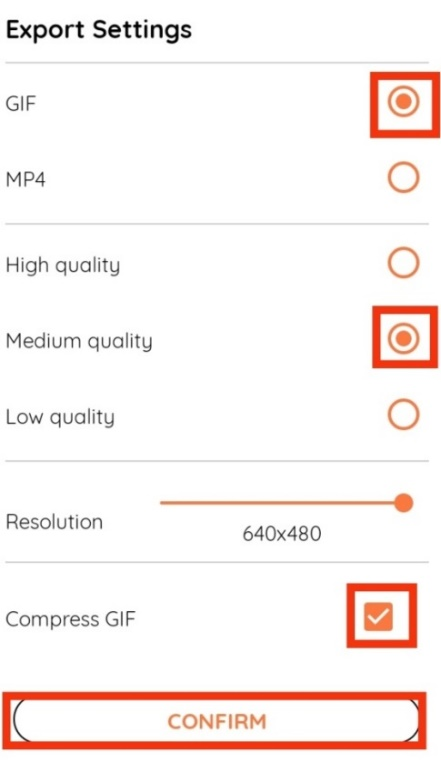 Export Settings
GIF
MP4
High quality
Medium quality
Low quality
Resolution
640x480
Compress GIF
CONFIRM